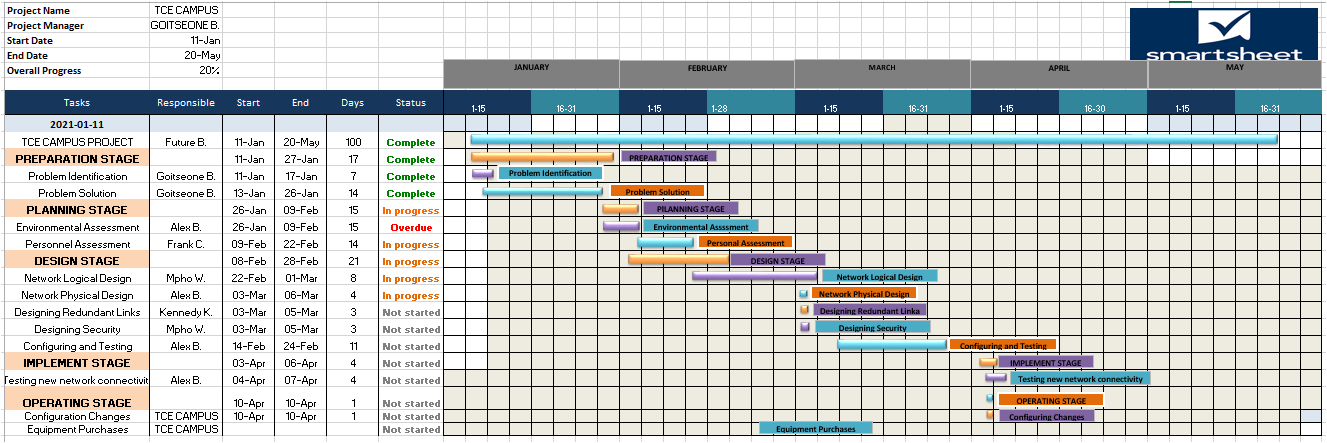 Project Name TCE CAMPUS
Project Manager GOITSEONE B.
Start Date 11-Jan
End Date 20-May
Overall Progress 20%
smartsheet
JANUARY FEBRUARY MARCH APRIL MAY
Tasks Responsible Start End Days Status 1-15 16-31 1-15 1-28 1-15 16-31 1-15 16-30 1-15 16-31
2021-01-11
TCE CAMPUS PROJECT Future B. 11-Jan 20-May 100 Complete
PREPARATION STAGE 11-Jan 27-Jan 17 Complete PREPARATION STAGE
Problem Identification Goitseone B. 11-Jan 17-Jan 7 Complete Problem Identification
Problem Solution Goitseone B. 13-Jan 26-Jan 14 Complete Problem Solution
PLANNING STAGE 26-Jan 09-Feb 15 In progress PILANNING STAGE
Environmental Assessment Alex B. 26-Jan 09-Feb 15 Overdue Environmental Asssment
Personnel Assessment Frank C. 09-Feb 22-Feb 14 In progress Personal Assessment
DESIGN STAGE 08-Feb 28-Feb 21 In progress DESIGN STAGE
Network Logical Design Mpho W. 22-Feb 01-Mar 8 In progress Network Logical Design
Network Physical Design Alex B. 03-Mar 06-Mar 4 In progress Network Physical Design
Designing Redundant Links Kennedy K. 03-Mar 05-Mar 3 Not started Designing Redundant Linka
Designing Security Mpho W. 03-Mar 05-Mar 3 Not started Designing Security
Configuring and Testing Alex B. 14-Feb 24-Feb 11 Not started Configuring and Testing
IMPLEMENT STAGE 03-Apr 06-Apr 4 Not started IMPLEMENT STAGE
Testing new network connectivit Alex B. 04-Apr 07-Apr 4 Not started Testing new network connectivity
OPERATING STAGE 10-Apr 10-Apr 1 Not started OPERATING STAGE
Configuration Changes TCE CAMPUS 10-Apr 10-Apr 1 Not started Configuring Changes
Equipment Purchases TCE CAMPUS Not started Equipment Purchases